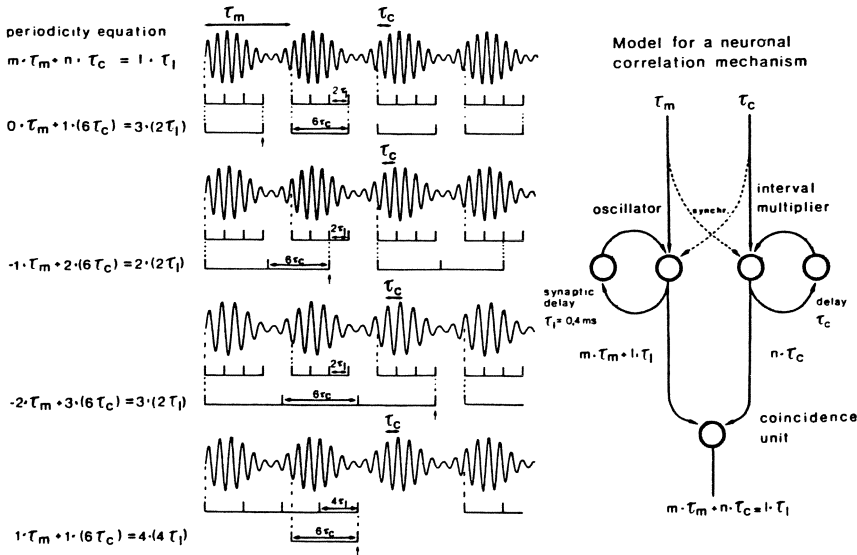 periodicity equation
m·τm + n·τc = l·τl
τm
τc
2τl
6τc
0·τm + 1·(6τc) = 3·(2τl)
τc
2τl
6τc
-1·τm + 2·(6τc) = 2·(2τl)
τc
2τl
6τc
-2·τm + 3·(6τc) = 3·(2τl)
τc
4τl
6τc
1·τm + 1·(6τc) = 4·(4τl)
Model for a neuronal
correlation mechanism
τm
τc
synchr.
oscillator
interval
multiplier
synaptic
delay
τl = 0,4 ms
delay
τc
m·τm + l·τl
n·τc
coincidence
unit
m·τm + n·τc = l·τl